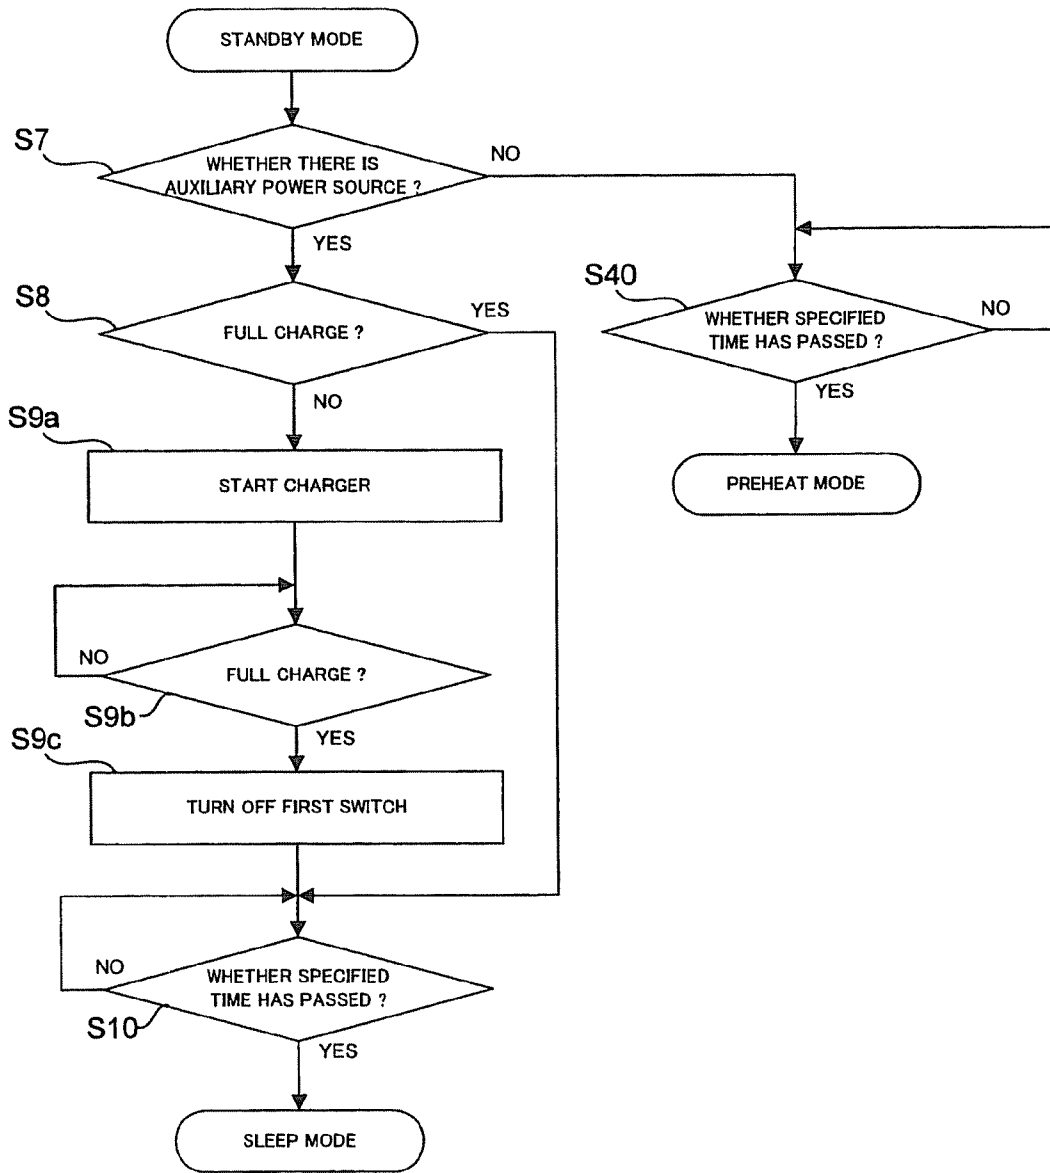 STANDBY MODE
S7
WHETHER THERE IS
AUXILIARY POWER SOURCE ?
NO
YES
S8
FULL CHARGE ?
YES
NO
S40
WHETHER SPECIFIED
TIME HAS PASSED ?
NO
YES
PREHEAT MODE
S9a
START CHARGER
NO
FULL CHARGE ?
S9b
YES
S9c
TURN OFF FIRST SWITCH
NO
WHETHER SPECIFIED
TIME HAS PASSED ?
S10
YES
SLEEP MODE